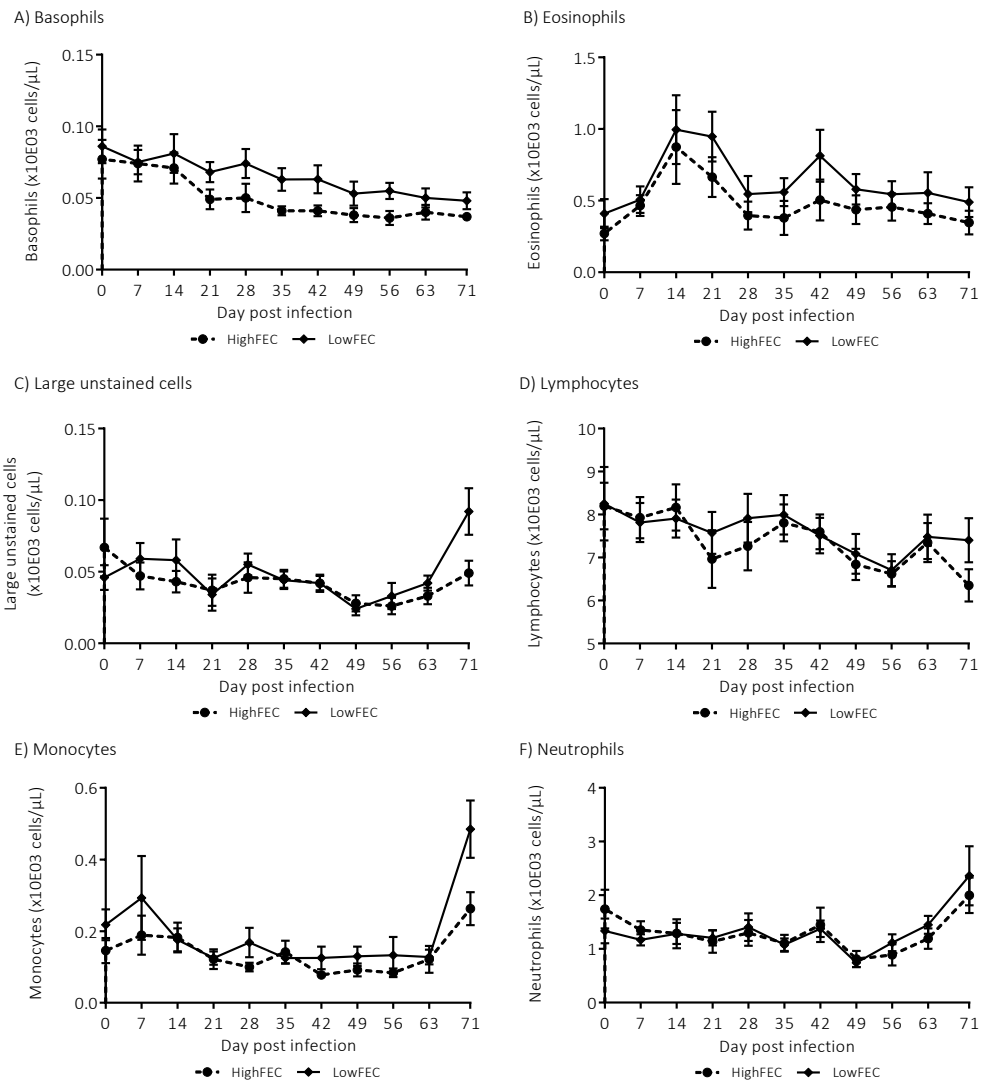 A) Basophils
Basophils (x10E03 cells/µL)
0.15
0.10
0.05
0.00
0 7 14 21 28 35 42 49 56 63 71
Day post infection
HighFEC LowFEC
B) Eosinophils
Eosinophils (x10E03 cells/µL)
1.5
1.0
0.5
0.0
0 7 14 21 28 35 42 49 56 63 71
Day post infection
HighFEC LowFEC
C) Large unstained cells
Large unstained cells
(x10E03 cells/µL)
0.15
0.10
0.05
0.00
0 7 14 21 28 35 42 49 56 63 71
Day post infection
HighFEC LowFEC
D) Lymphocytes
Lymphocytes (x10E03 cells/µL)
10
9
8
7
6
5
0 7 14 21 28 35 42 49 56 63 71
Day post infection
HighFEC LowFEC
E) Monocytes
Monocytes (x10E03 cells/µL)
0.6
0.4
0.2
0.0
0 7 14 21 28 35 42 49 56 63 71
Day post infection
HighFEC LowFEC
F) Neutrophils
Neutrophils (x10E03 cells/µL)
4
3
2
1
0
0 7 14 21 28 35 42 49 56 63 71
Day post infection
HighFEC LowFEC